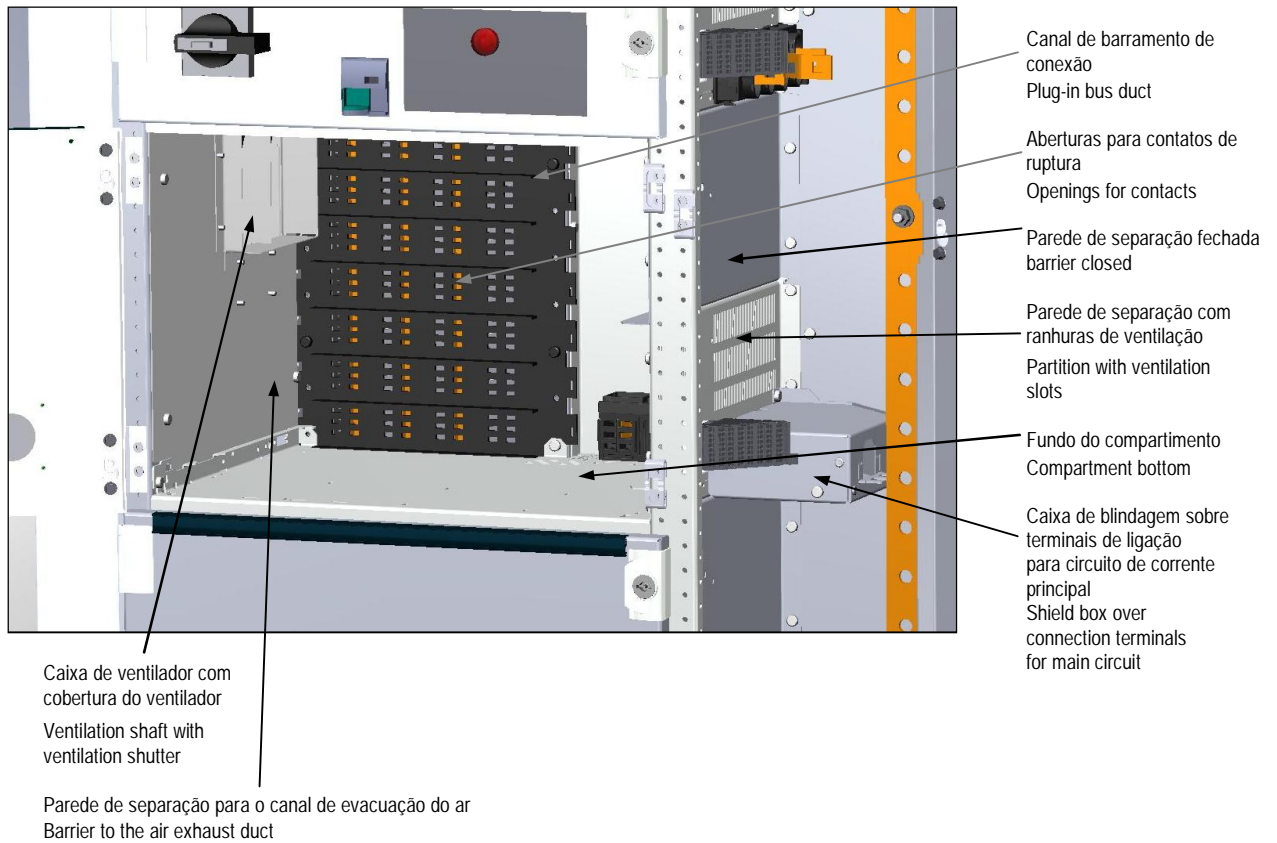 Canal de barramento de
conexão
Plug-in bus duct
Aberturas para contatos de
ruptura
Openings for contacts
Parede de separação fechada
barrier closed
Parede de separação com
ranhuras de ventilação
Partition with ventilation
slots
Fundo do compartimento
Compartment bottom
Caixa de blindagem sobre
terminais de ligação
para circuito de corrente
principal
Shield box over
connection terminals
for main circuit
Caixa de ventilador com
cobertura do ventilador
Ventilation shaft with
ventilation shutter
Parede de separação para o canal de evacuação do ar
Barrier to the air exhaust duct